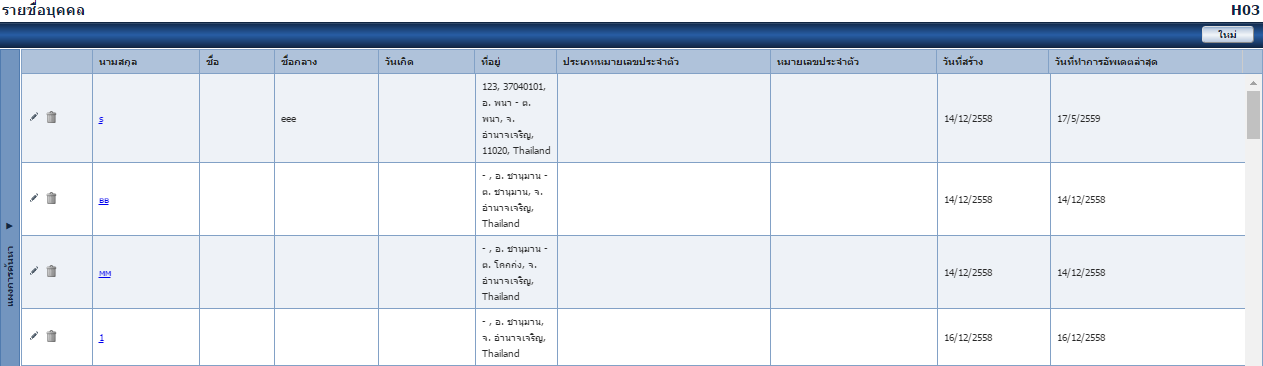 รายชื่อบุคคล H03
ใหม่
นามสกุล ชื่อ ชื่อกลาง วันเกิด ที่อยู่ ประเภทหมายเลขประจำตัว หมายเลขประจำตัว วันที่สร้าง วันที่ทำการอัพเดตล่าสุด
s eee 123, 37040101, 14/12/2558 17/5/2559
อ. พนา - ต.
พนา, จ.
อำนาจเจริญ,
11020, Thailand
BB - , อ. ชานุมาน - 14/12/2558 14/12/2558
ต. ชานุมาน, จ.
อำนาจเจริญ,
Thailand
MM - , อ. ชานุมาน - 14/12/2558 14/12/2558
ต. โคกก่ง, จ.
อำนาจเจริญ,
Thailand
1 - , อ. ชานุมาน, 16/12/2558 16/12/2558
จ. อำนาจเจริญ,
Thailand
แผงการค้นหา